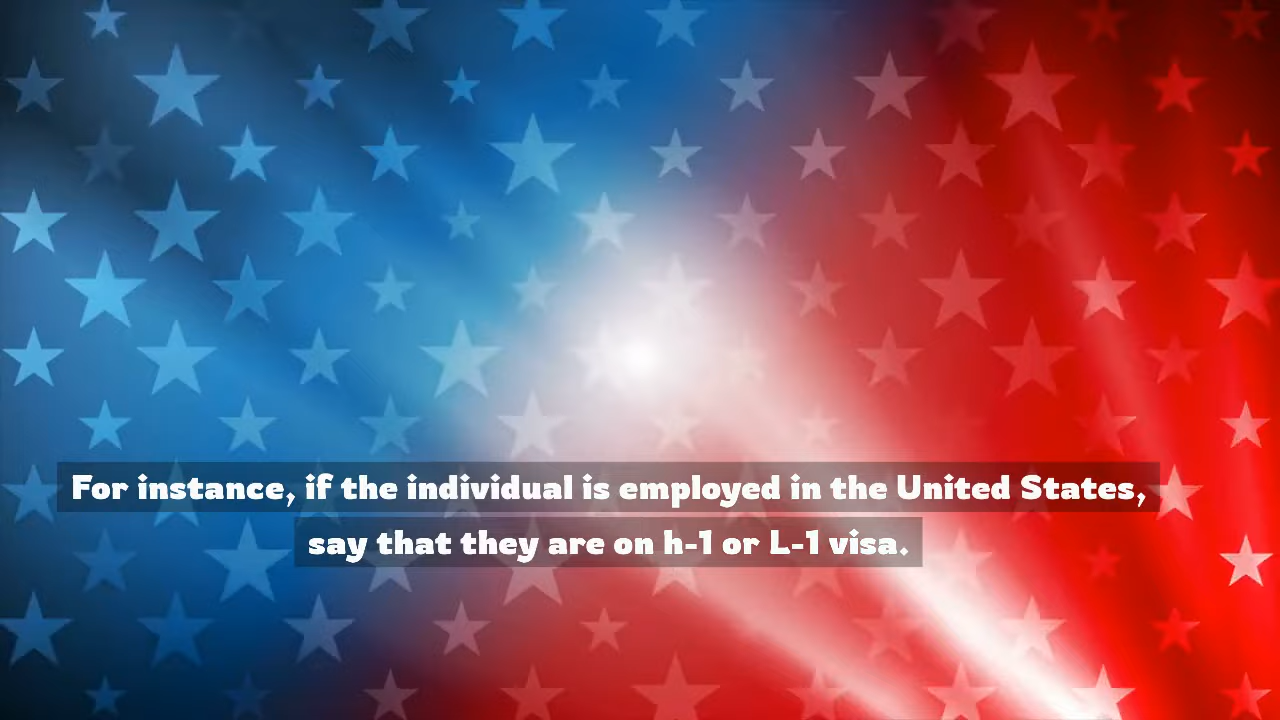 For instance, if the individual is employed in the United States,
say that they are on h-1 or L-1 visa.